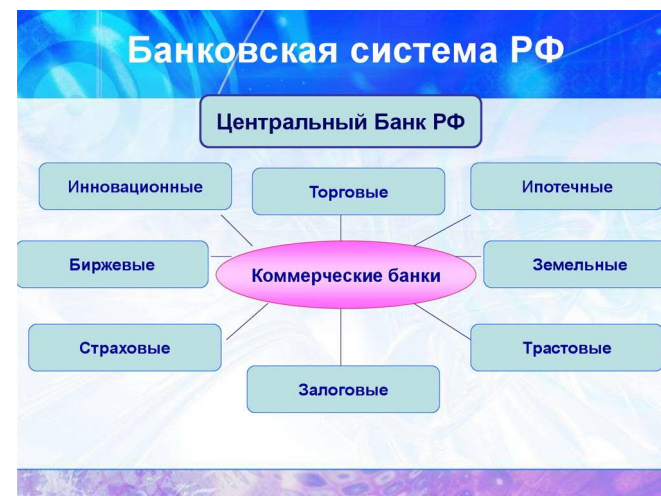 Банковская система РФ
Центральный Банк РФ
Инновационные
Торговые
Ипотечные
Биржевые
Коммерческие банки
Земельные
Страховые
Залоговые
Трастовые